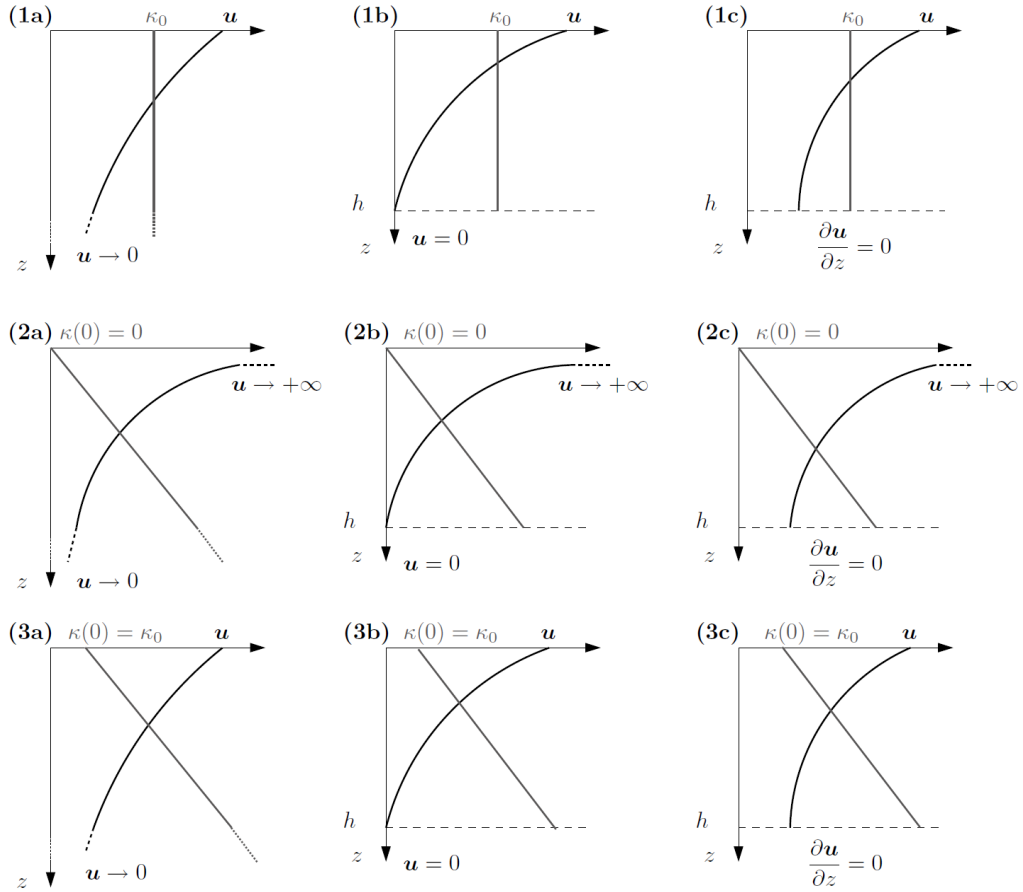 (1a) κ₀ u
z u → 0
(1b) κ₀ u
h
z u = 0
(1c) κ₀ u
h
z ∂u/∂z = 0
(2a) κ(0) = 0
u → +∞
z u → 0
(2b) κ(0) = 0
u → +∞
h
z u = 0
(2c) κ(0) = 0
u → +∞
h
z ∂u/∂z = 0
(3a) κ(0) = κ₀ u
z u → 0
(3b) κ(0) = κ₀ u
h
z u = 0
(3c) κ(0) = κ₀ u
h
z ∂u/∂z = 0